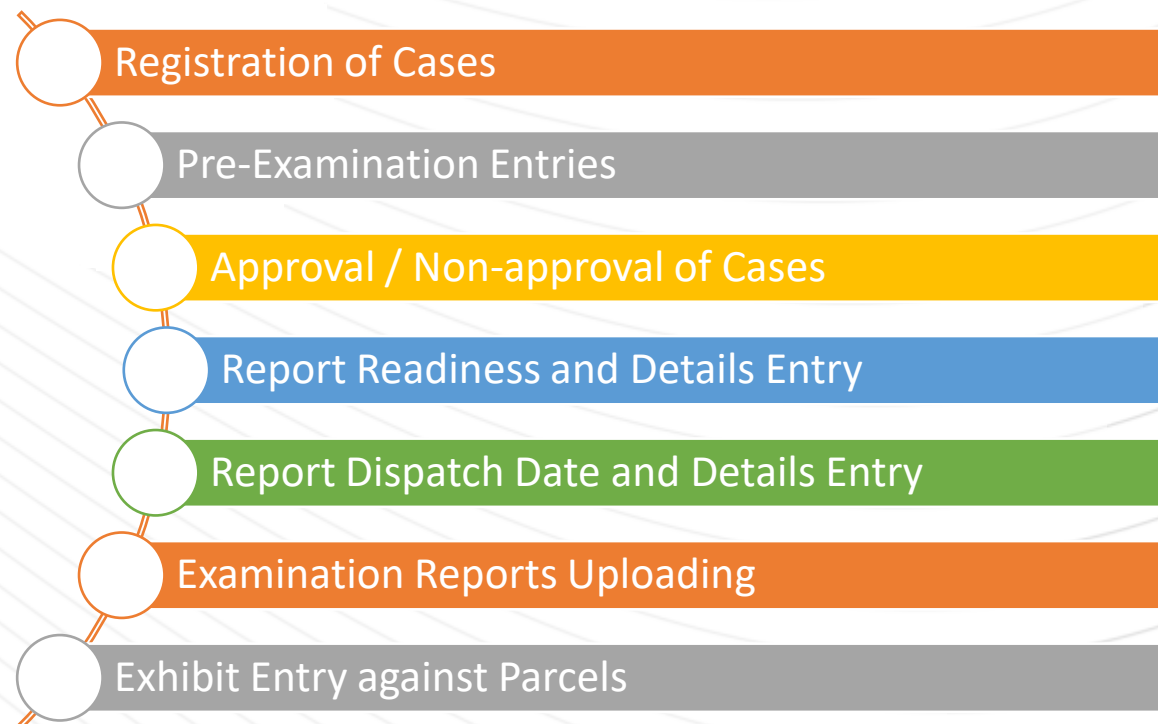 Registration of Cases
Pre-Examination Entries
Approval / Non-approval of Cases
Report Readiness and Details Entry
Report Dispatch Date and Details Entry
Examination Reports Uploading
Exhibit Entry against Parcels